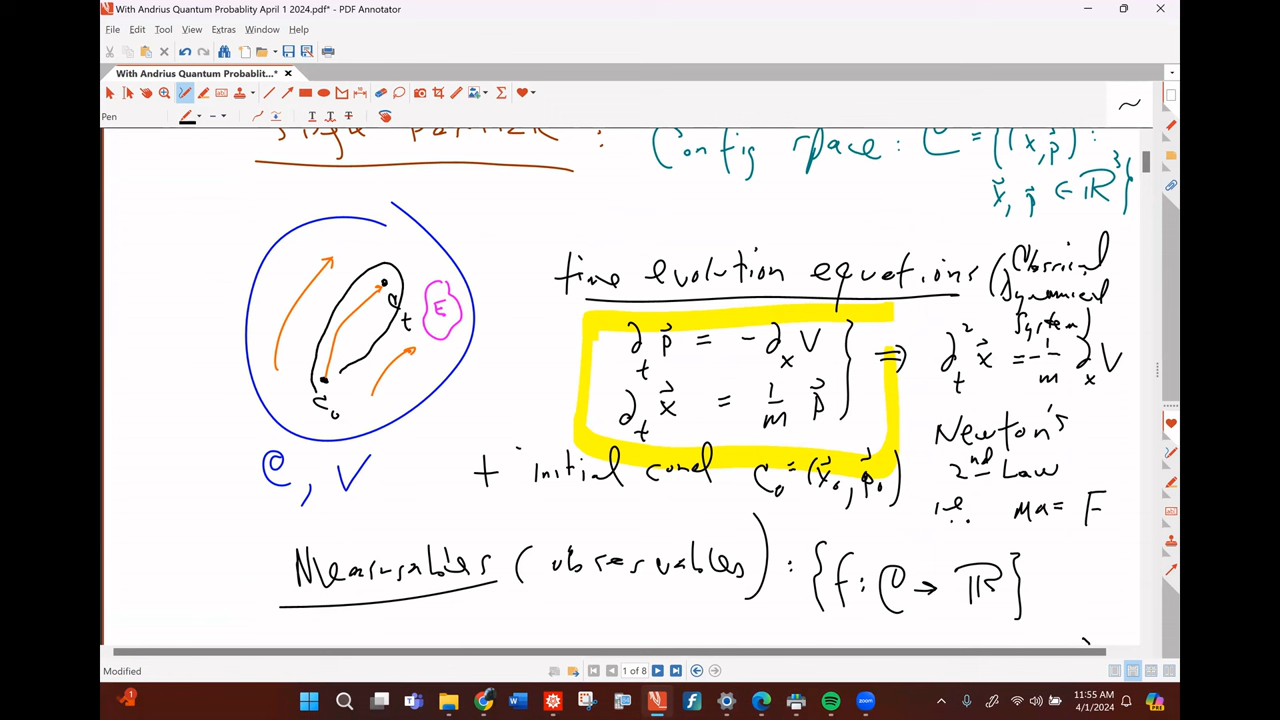 With Andrius Quantum Probablity April 1 2024.pdf* - PDF Annotator
File Edit Tool View Extras Window Help
With Andrius Quantum Probablit...*
Pen
single particle :
Config space: C = {(x⃗,p⃗) :
x⃗, p⃗ ∈ ℝ³}
time evolution equations (Classical
Dynamical
System)
∂ₜ p⃗ = -∂ₓ V
∂ₜ x⃗ = 1/m p⃗
⇒ ∂ₜ² x⃗ = -1/m ∂ₓ V
Newton's
2nd Law
i.e. ma = F
E
t
c₀
C, V
+ initial cond c₀ = (x⃗₀, p⃗₀)
Measurables (observables) : {f : C → ℝ}
Modified
1 of 8
11:55 AM
4/1/2024